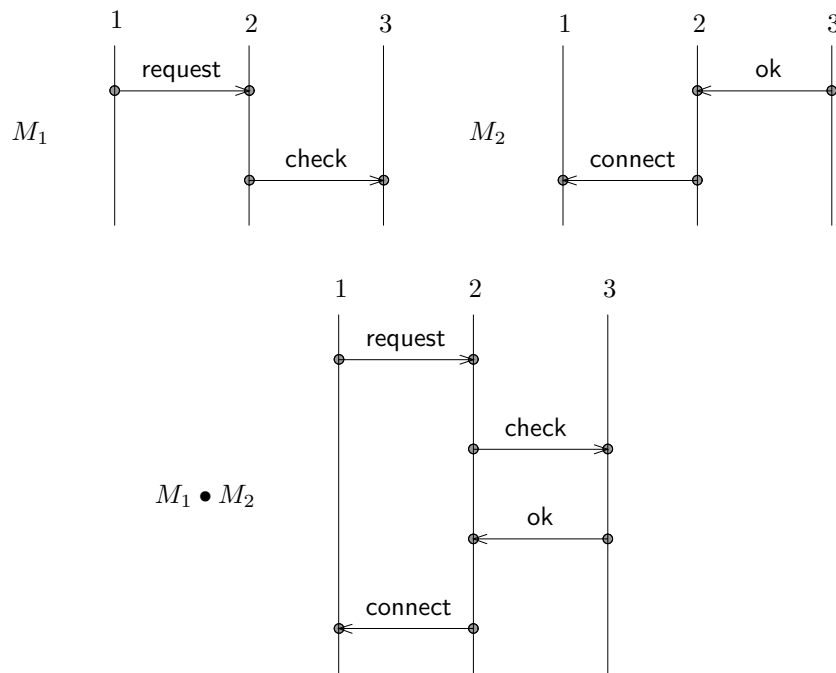 1 2 3 1 2 3
request ok
M₁ M₂
check connect
1 2 3
request
check
M₁ • M₂
ok
connect